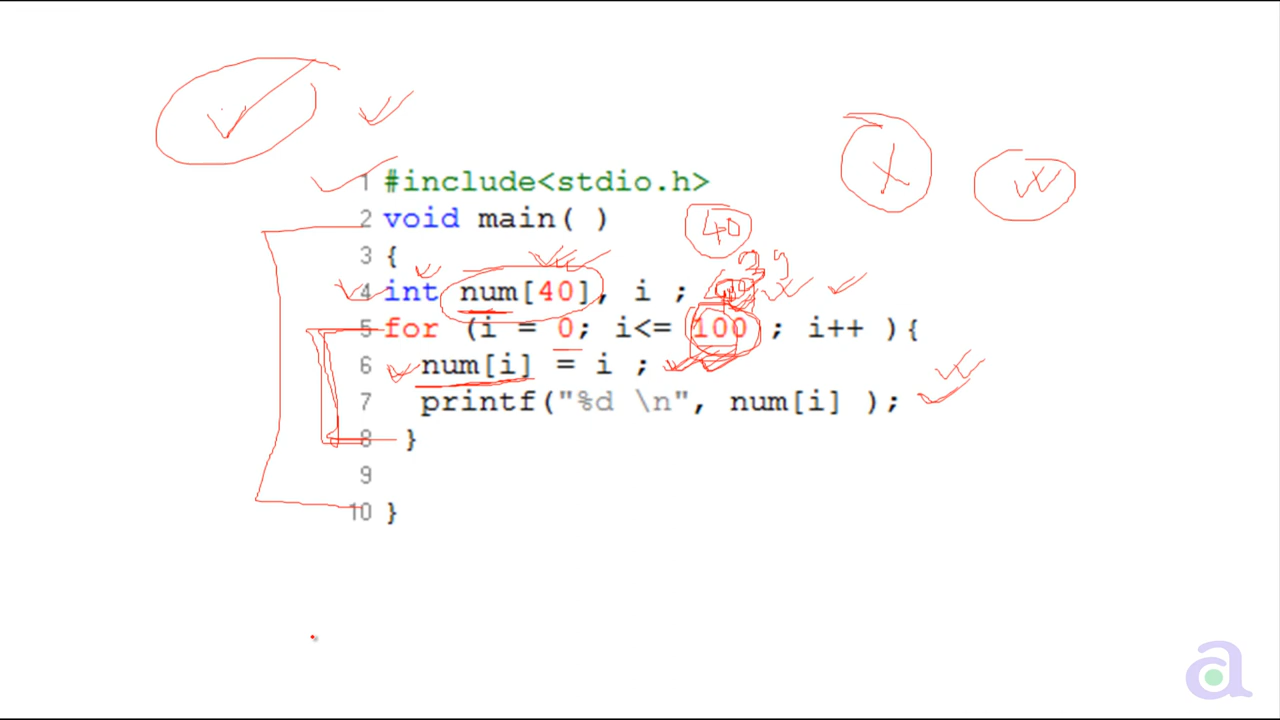 40
1 #include<stdio.h>
2 void main( )
3 {
39
4 int num[40], i ;
5 for (i = 0; i<= 100 ; i++ ){
6 num[i] = i ;
7 printf("%d \n", num[i] );
8 }
9
10 }
a